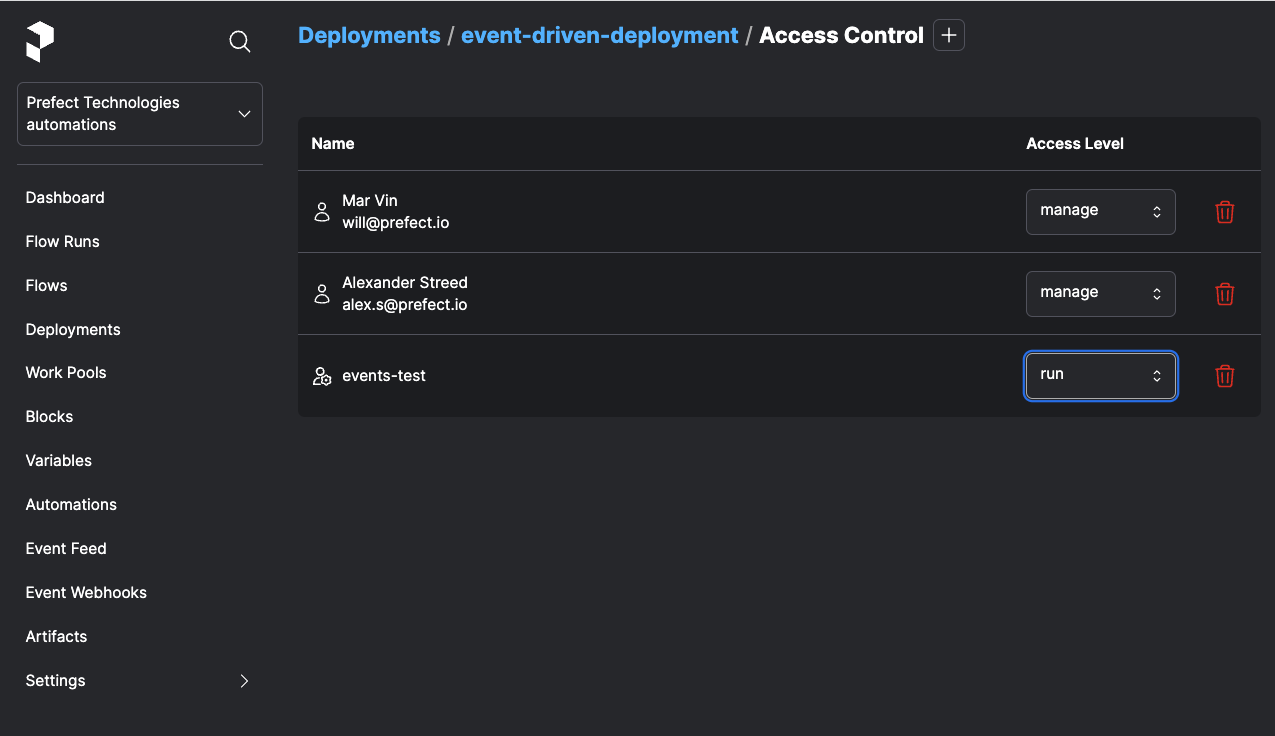 Deployments / event-driven-deployment / Access Control
Prefect Technologies
automations
Dashboard
Flow Runs
Flows
Deployments
Work Pools
Blocks
Variables
Automations
Event Feed
Event Webhooks
Artifacts
Settings
Name Access Level
Mar Vin
will@prefect.io
manage
Alexander Streed
alex.s@prefect.io
manage
events-test
run